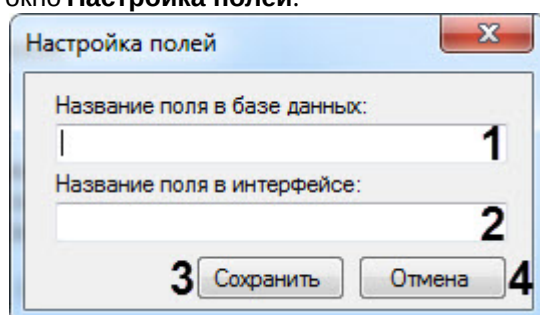 окно Настройка полей.
Настройка полей
Название поля в базе данных:
1
Название поля в интерфейсе:
2
3 Сохранить Отмена 4